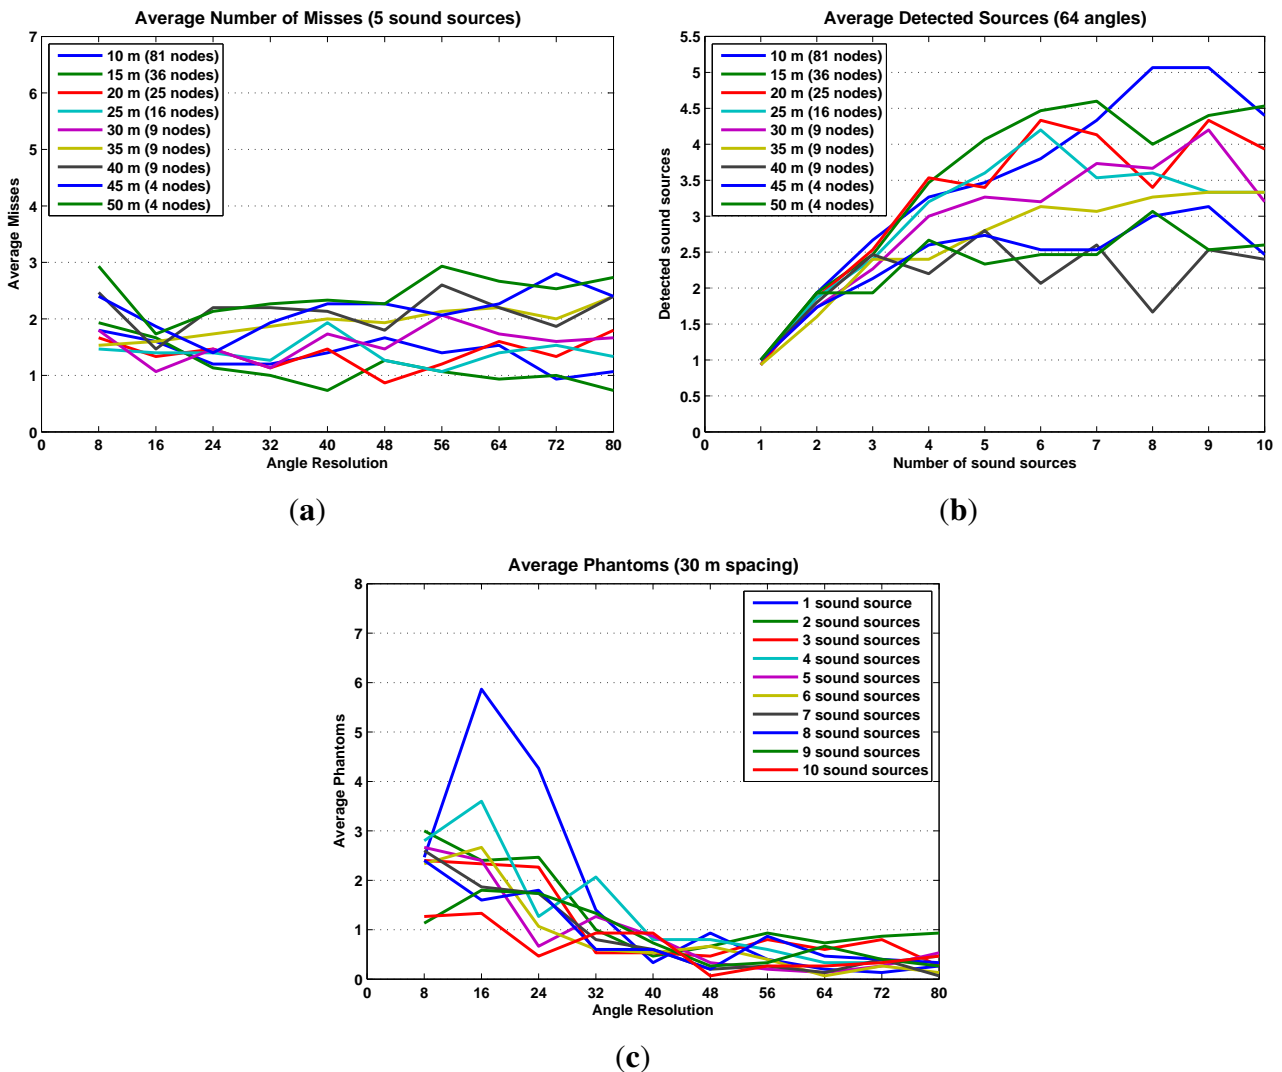 Average Number of Misses (5 sound sources)
7
6
5
4
3
2
1
0
Average Misses
10 m (81 nodes)
15 m (36 nodes)
20 m (25 nodes)
25 m (16 nodes)
30 m (9 nodes)
35 m (9 nodes)
40 m (9 nodes)
45 m (4 nodes)
50 m (4 nodes)
0 8 16 24 32 40 48 56 64 72 80
Angle Resolution
(a)
Average Detected Sources (64 angles)
5.5
5
4.5
4
3.5
3
2.5
2
1.5
1
0.5
0
Detected sound sources
10 m (81 nodes)
15 m (36 nodes)
20 m (25 nodes)
25 m (16 nodes)
30 m (9 nodes)
35 m (9 nodes)
40 m (9 nodes)
45 m (4 nodes)
50 m (4 nodes)
0 1 2 3 4 5 6 7 8 9 10
Number of sound sources
(b)
Average Phantoms (30 m spacing)
8
7
6
5
4
3
2
1
0
Average Phantoms
1 sound source
2 sound sources
3 sound sources
4 sound sources
5 sound sources
6 sound sources
7 sound sources
8 sound sources
9 sound sources
10 sound sources
0 8 16 24 32 40 48 56 64 72 80
Angle Resolution
(c)